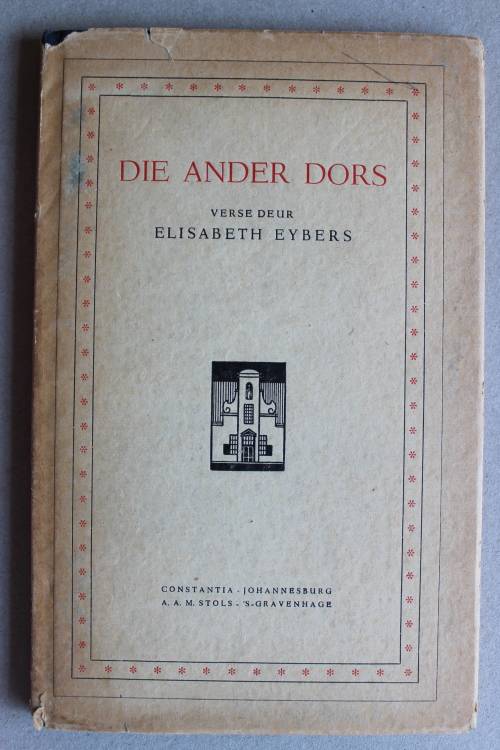 DIE ANDER DORS
VERSE DEUR
ELISABETH EYBERS
CONSTANTIA - JOHANNESBURG
A. A. M. STOLS - 'S-GRAVENHAGE